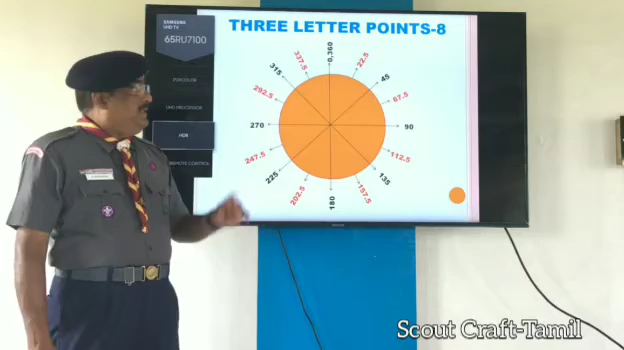 SAMSUNG
UHD TV
65RU7100
PURCOLOR
UHD PROCESSOR
HDR
REMOTE CONTROL
THREE LETTER POINTS-8
0,360
22.5
45
67.5
90
112.5
135
157.5
180
202.5
225
247.5
270
292.5
315
337.5
Scout Craft-Tamil